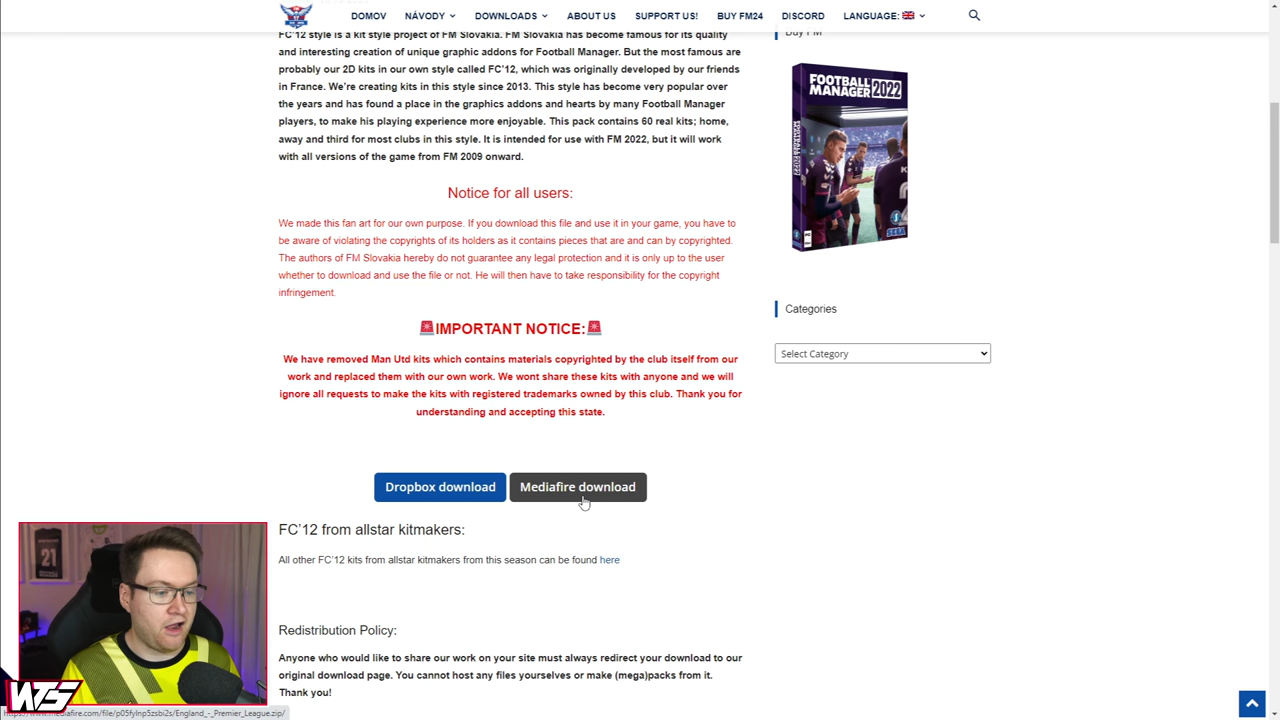 DOMOV NÁVODY DOWNLOADS ABOUT US SUPPORT US! BUY FM24 DISCORD LANGUAGE:
FC'12 style is a kit style project of FM Slovakia. FM Slovakia has become famous for its quality
and interesting creation of unique graphic addons for Football Manager. But the most famous are
probably our 2D kits in our own style called FC'12, which was originally developed by our friends
in France. We're creating kits in this style since 2013. This style has become very popular over
the years and has found a place in the graphics addons and hearts by many Football Manager
players, to make his playing experience more enjoyable. This pack contains 60 real kits; home,
away and third for most clubs in this style. It is intended for use with FM 2022, but it will work
with all versions of the game from FM 2009 onward.
Notice for all users:
We made this fan art for our own purpose. If you download this file and use it in your game, you have to
be aware of violating the copyrights of its holders as it contains pieces that are and can by copyrighted.
The authors of FM Slovakia hereby do not guarantee any legal protection and it is only up to the user
whether to download and use the file or not. He will then have to take responsibility for the copyright
infringement.
IMPORTANT NOTICE:
We have removed Man Utd kits which contains materials copyrighted by the club itself from our
work and replaced them with our own work. We wont share these kits with anyone and we will
ignore all requests to make the kits with registered trademarks owned by this club. Thank you for
understanding and accepting this state.
Dropbox download Mediafire download
FC'12 from allstar kitmakers:
All other FC'12 kits from allstar kitmakers from this season can be found here
Redistribution Policy:
Anyone who would like to share our work on your site must always redirect your download to our
original download page. You cannot host any files yourselves or make (mega)packs from it.
Thank you!
Buy FM
FOOTBALL
MANAGER 2022
SEGA
Categories
Select Category
21
WTS
https://www.mediafire.com/file/p05fylnp5zsbi2s/England_-_Premier_League.zip/